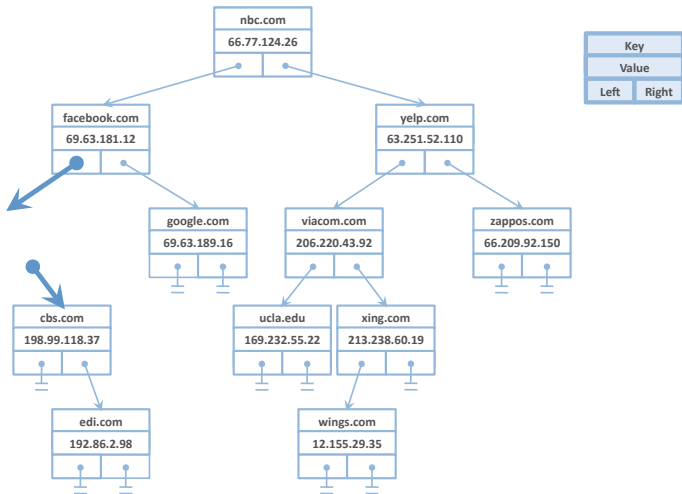 nbc.com
66.77.124.26
Key
Value
Left Right
facebook.com
69.63.181.12
yelp.com
63.251.52.110
google.com
69.63.189.16
viacom.com
206.220.43.92
zappos.com
66.209.92.150
cbs.com
198.99.118.37
ucla.edu
169.232.55.22
xing.com
213.238.60.19
edi.com
192.86.2.98
wings.com
12.155.29.35